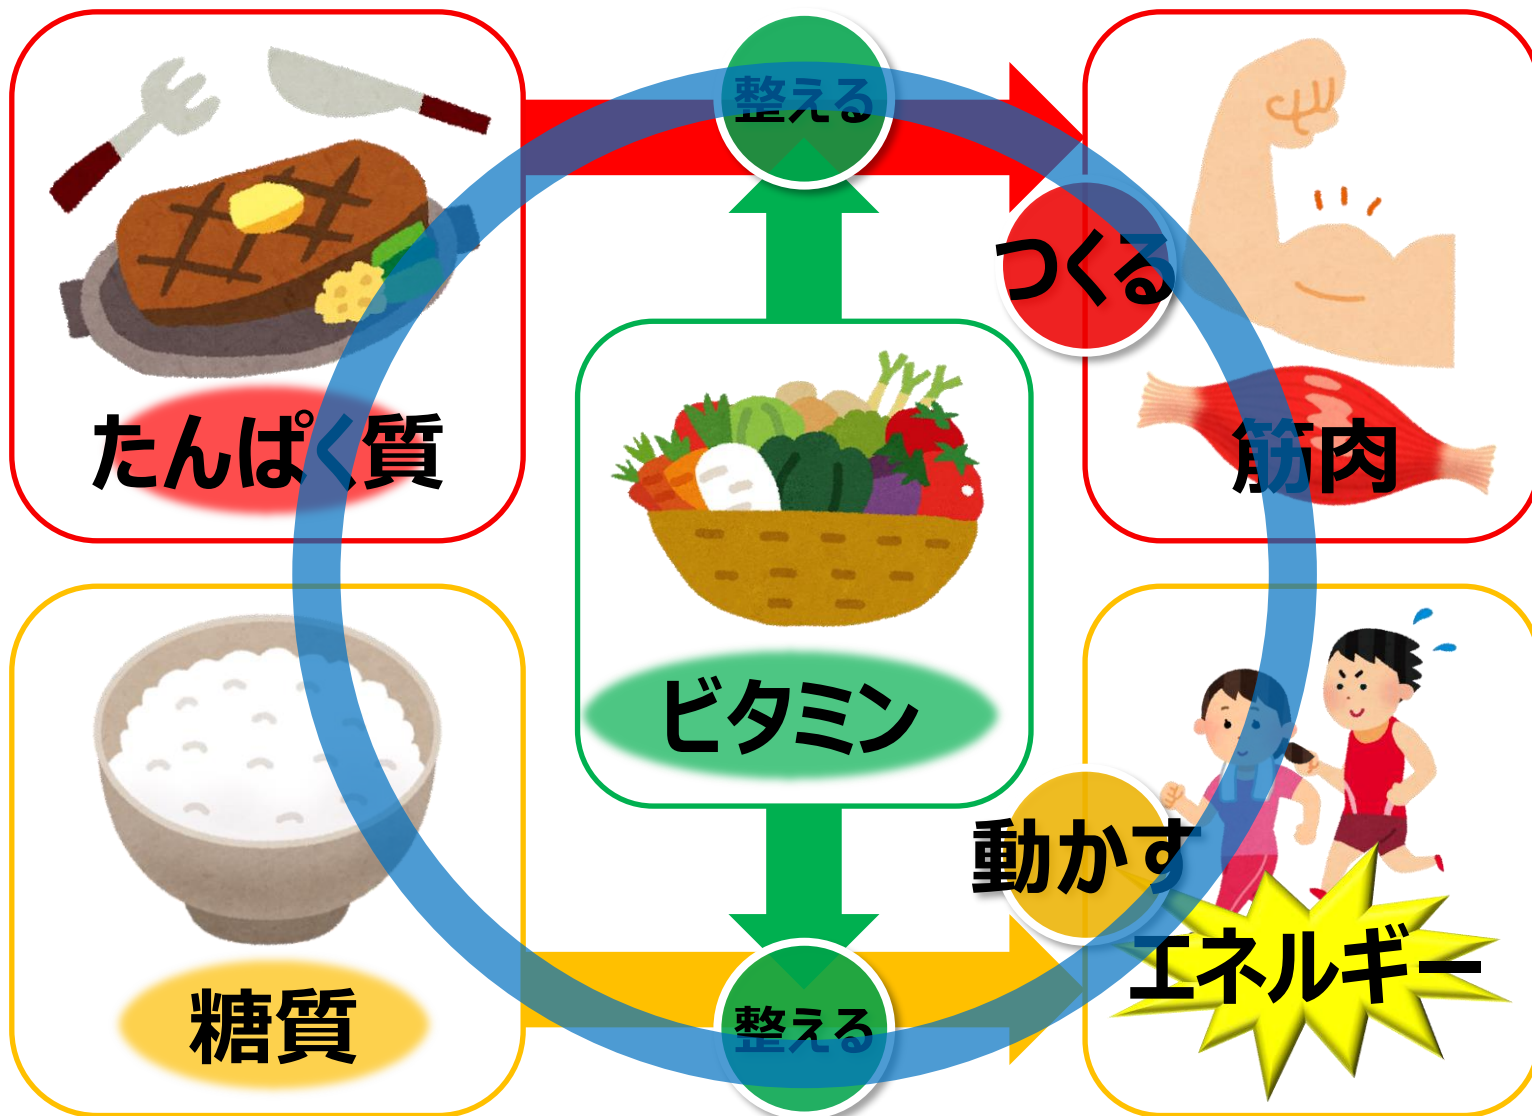 整える
つくる
たんぱく質
筋肉
ビタミン
動かす
エネルギー
糖質
整える